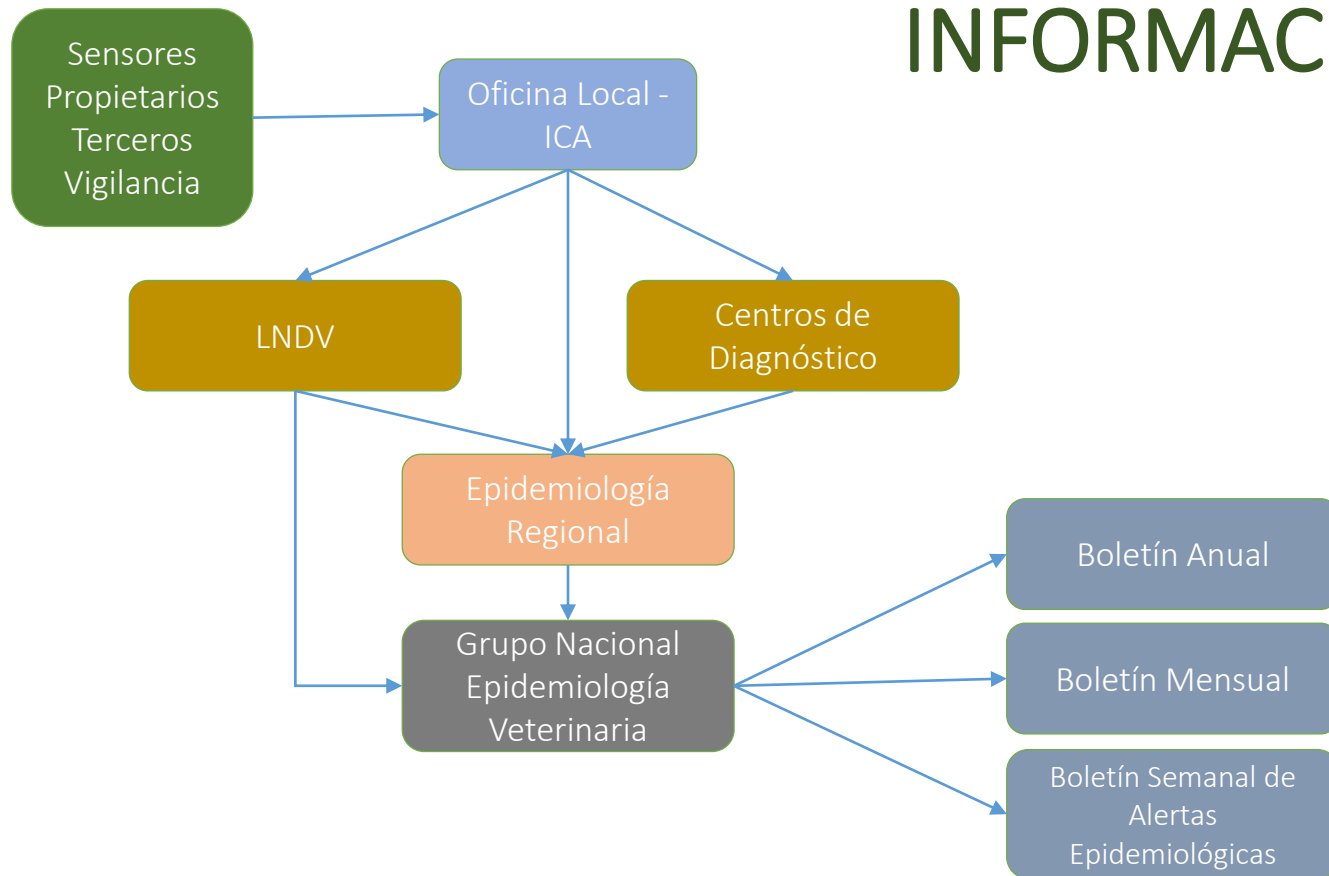 INFORMAC
Sensores
Propietarios
Terceros
Vigilancia
Oficina Local -
ICA
LNDV
Centros de
Diagnóstico
Epidemiología
Regional
Grupo Nacional
Epidemiología
Veterinaria
Boletín Anual
Boletín Mensual
Boletín Semanal de
Alertas
Epidemiológicas